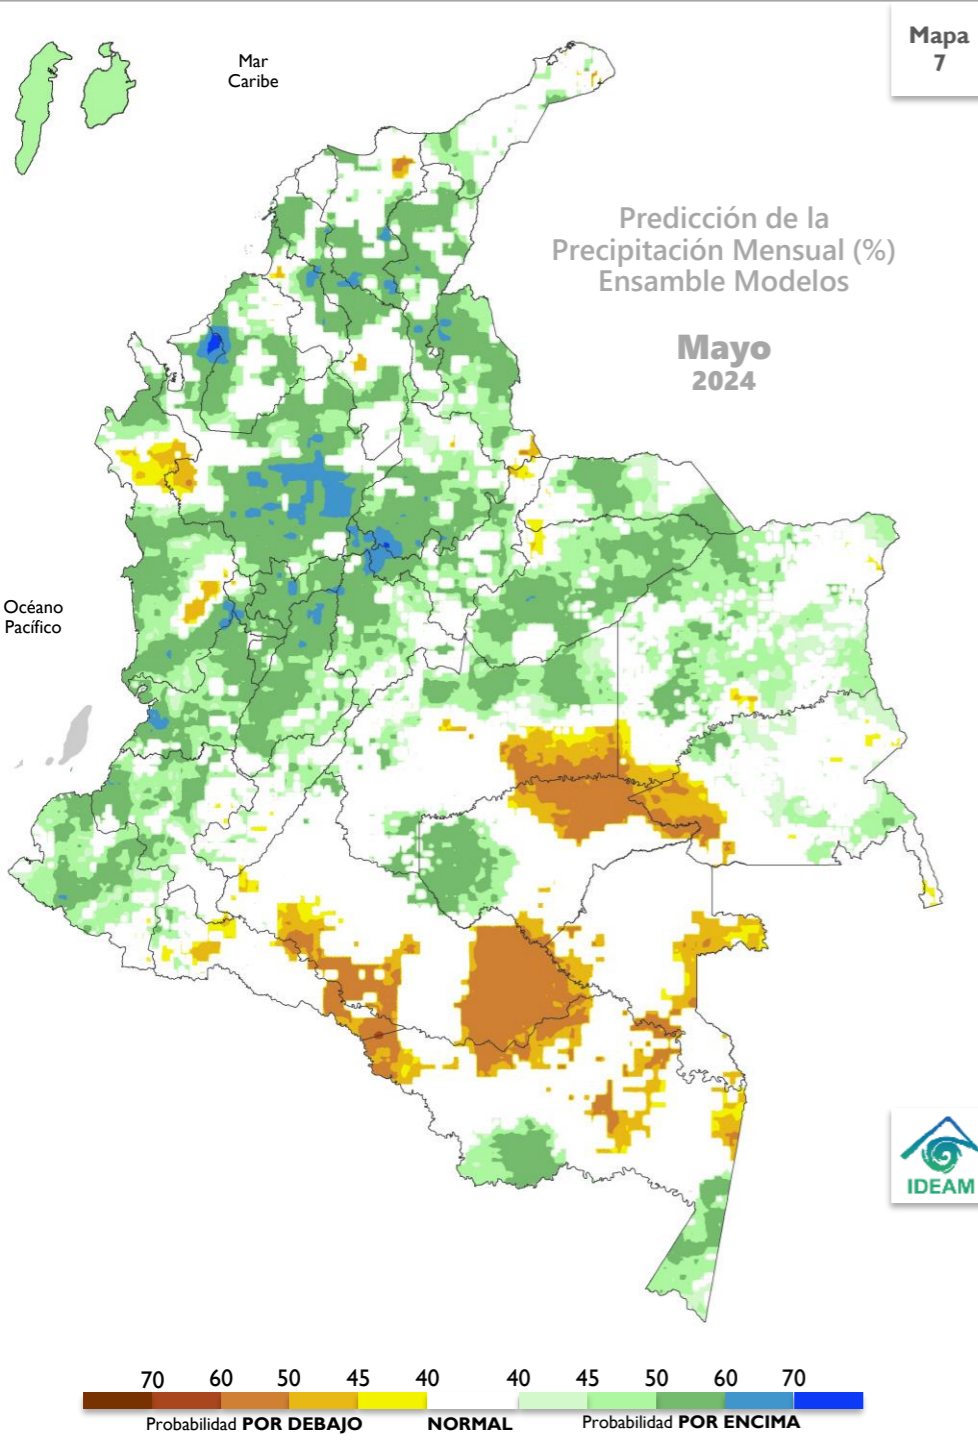 Mapa
7
Mar
Caribe
Predicción de la
Precipitación Mensual (%)
Ensamble Modelos
Mayo
2024
Océano
Pacífico
IDEAM
70 60 50 45 40 40 45 50 60 70
Probabilidad POR DEBAJO NORMAL Probabilidad POR ENCIMA